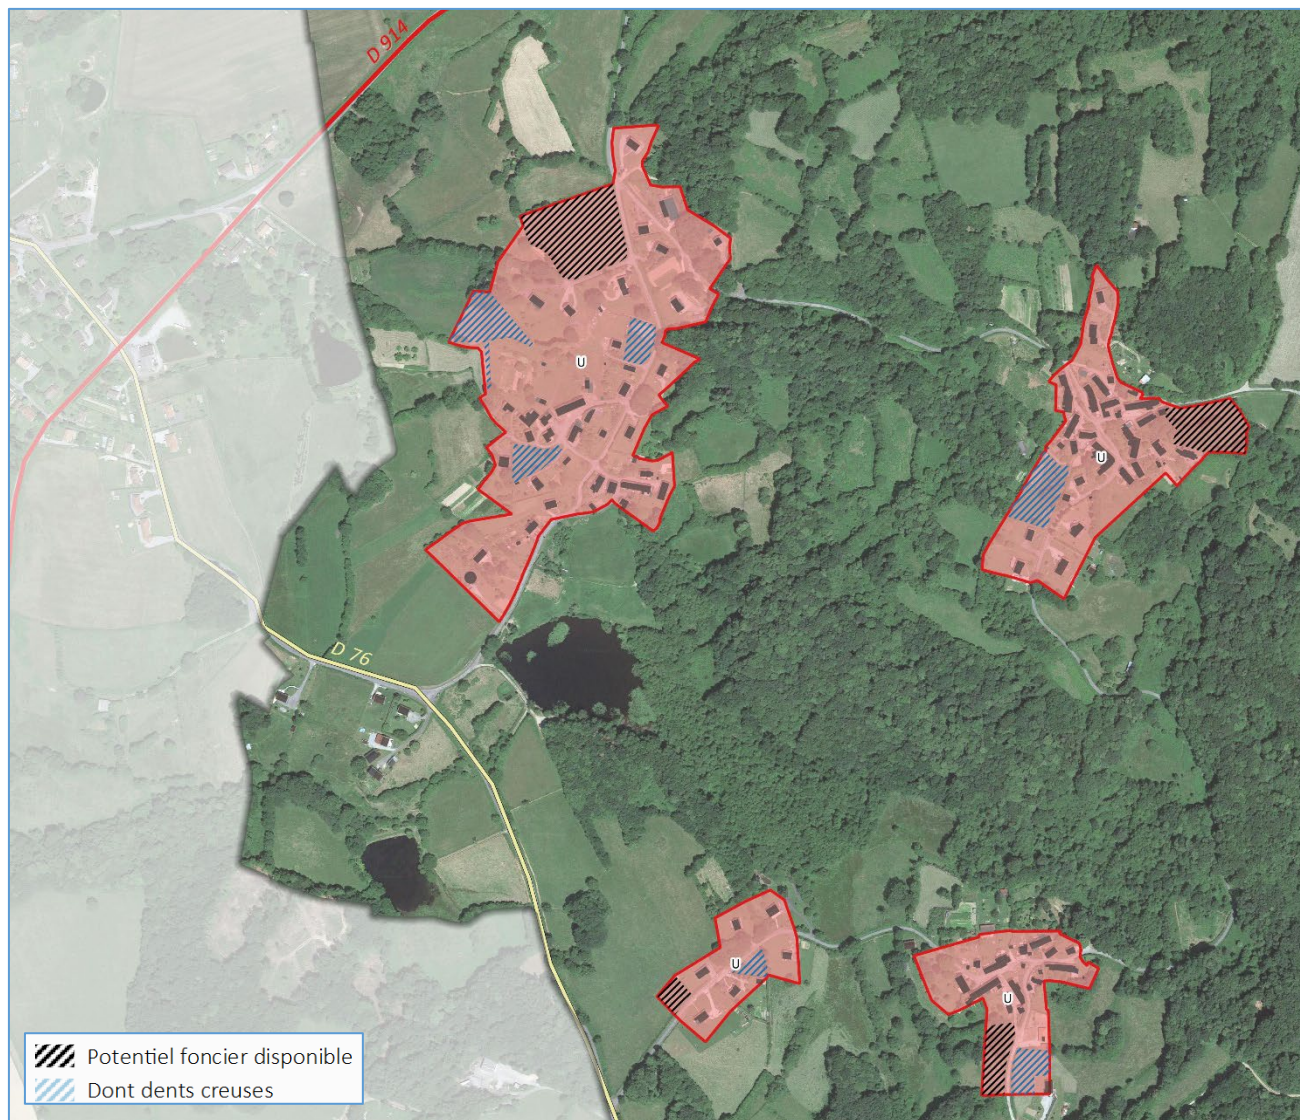 D 914
U
U
D 76
U
U
Potentiel foncier disponible
Dont dents creuses